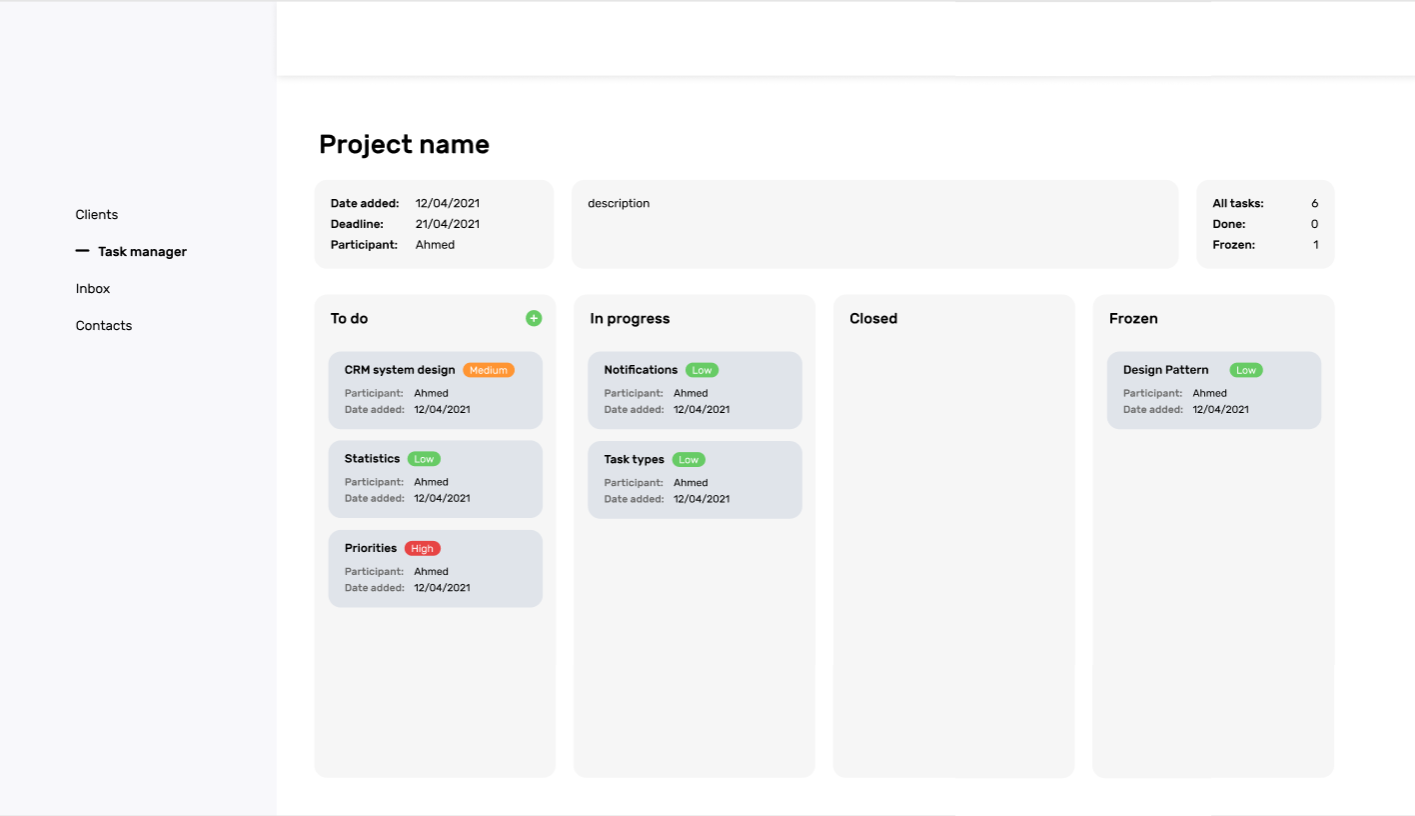 Clients
Task manager
Inbox
Contacts
Project name
Date added: 12/04/2021
Deadline: 21/04/2021
Participant: Ahmed
description
All tasks: 6
Done: 0
Frozen: 1
To do
CRM system design Medium
Participant: Ahmed
Date added: 12/04/2021
Statistics Low
Participant: Ahmed
Date added: 12/04/2021
Priorities High
Participant: Ahmed
Date added: 12/04/2021
In progress
Notifications Low
Participant: Ahmed
Date added: 12/04/2021
Task types Low
Participant: Ahmed
Date added: 12/04/2021
Closed
Frozen
Design Pattern Low
Participant: Ahmed
Date added: 12/04/2021